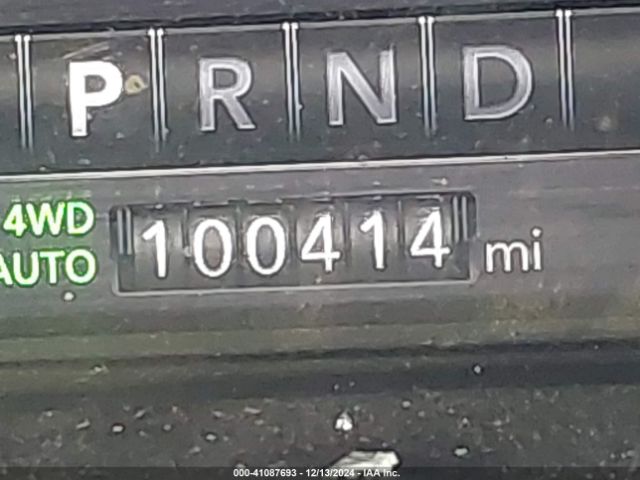 P R N D
4WD
AUTO
100414 mi
000-41087693 - 12/13/2024 - IAA Inc.